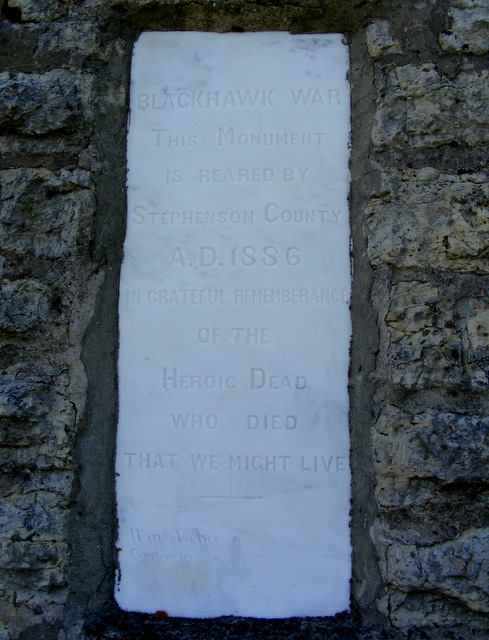 BLACKHAWK WAR
THIS MONUMENT
IS REARED BY
STEPHENSON COUNTY
A.D. 1886
IN GRATEFUL REMEMBERANCE
OF THE
HEROIC DEAD
WHO DIED
THAT WE MIGHT LIVE